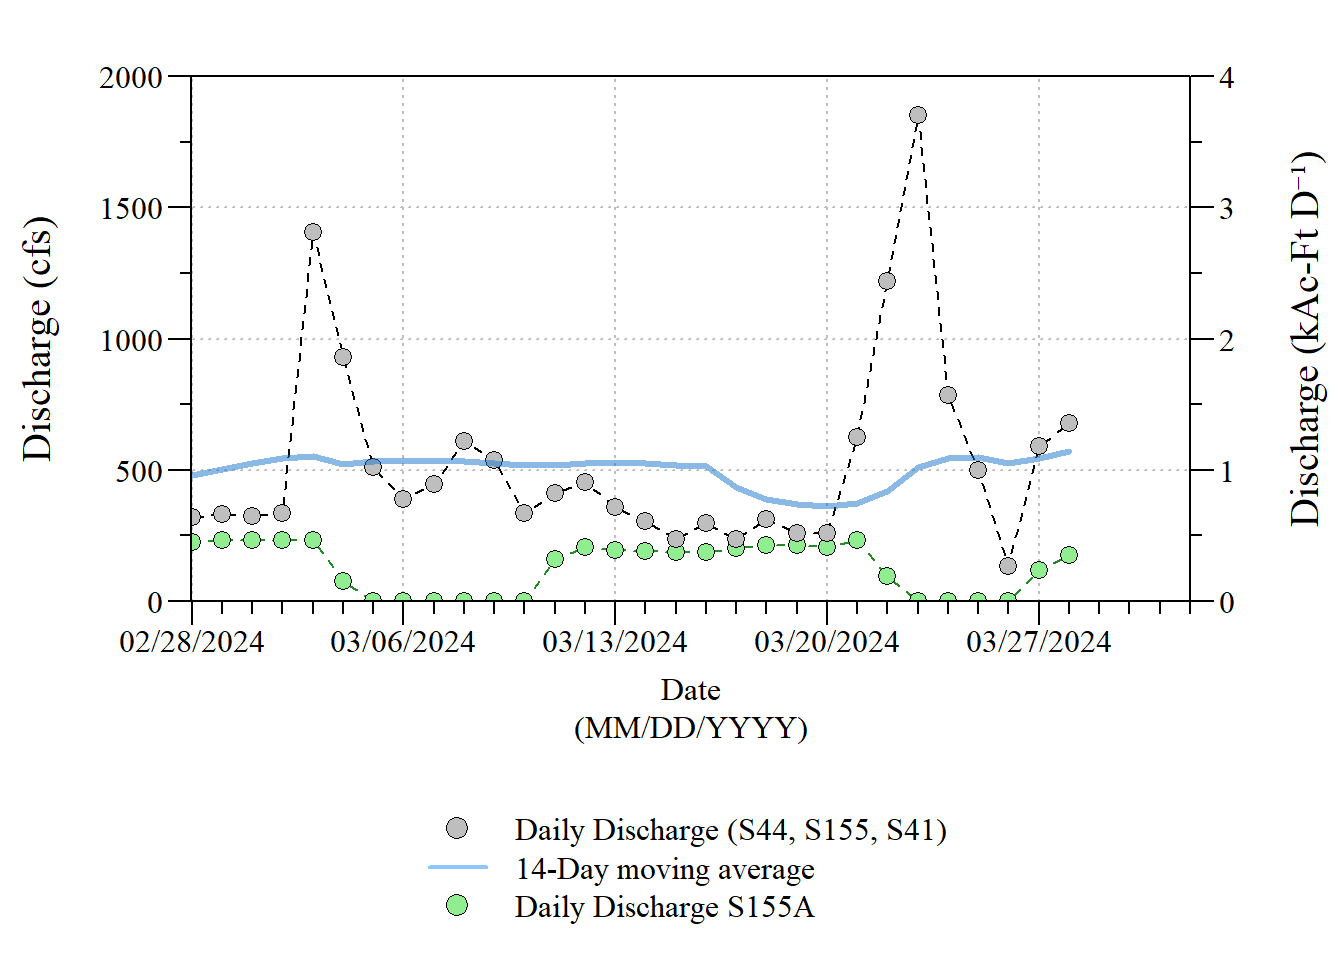 2000
1500
1000
500
0
4
3
2
1
0
Discharge (cfs)
Discharge (kAc-Ft D⁻¹)
02/28/2024 03/06/2024 03/13/2024 03/20/2024 03/27/2024
Date
(MM/DD/YYYY)
Daily Discharge (S44, S155, S41)
14-Day moving average
Daily Discharge S155A